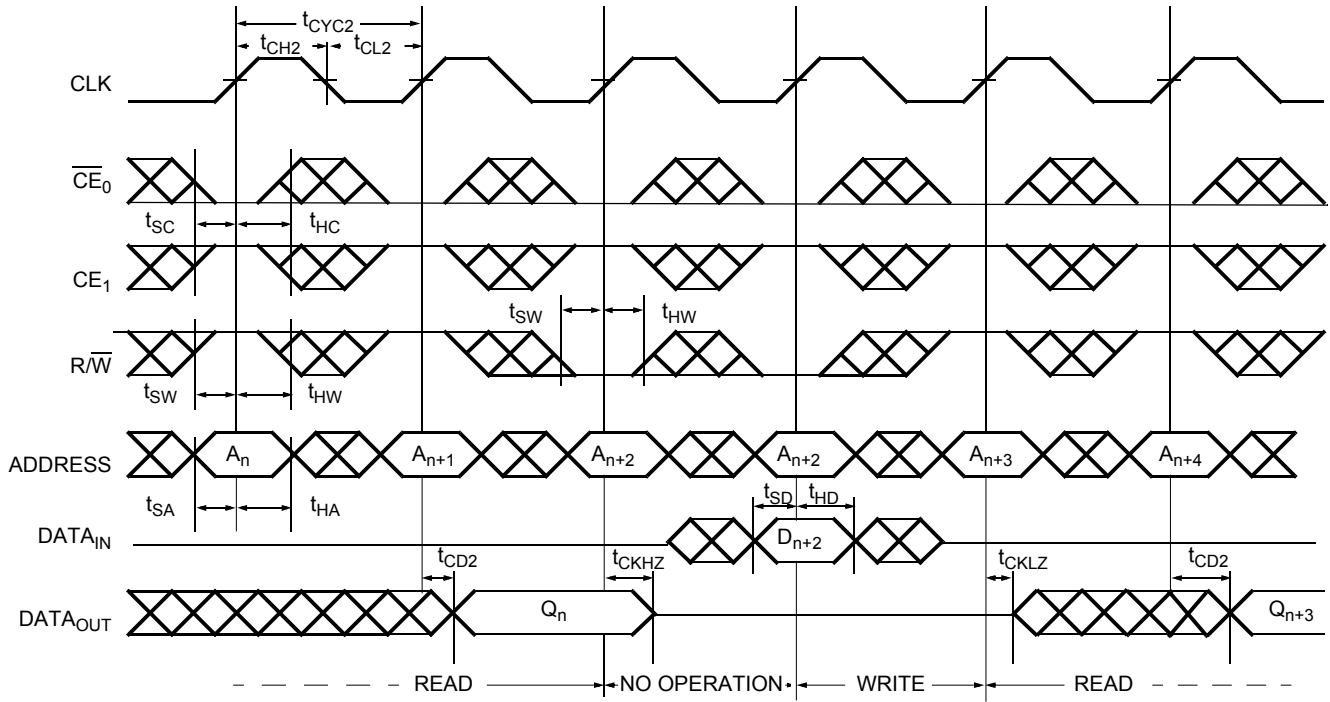 tCYC2
tCH2 tCL2
CLK
CE0
tSC tHC
CE1
tSW tHW
R/W
tSW tHW
ADDRESS An An+1 An+2 An+2 An+3 An+4
tSA tHA tSD tHD
DATAIN Dn+2
tCD2 tCKHZ tCKLZ tCD2
DATAOUT Qn Qn+3
READ NO OPERATION WRITE READ